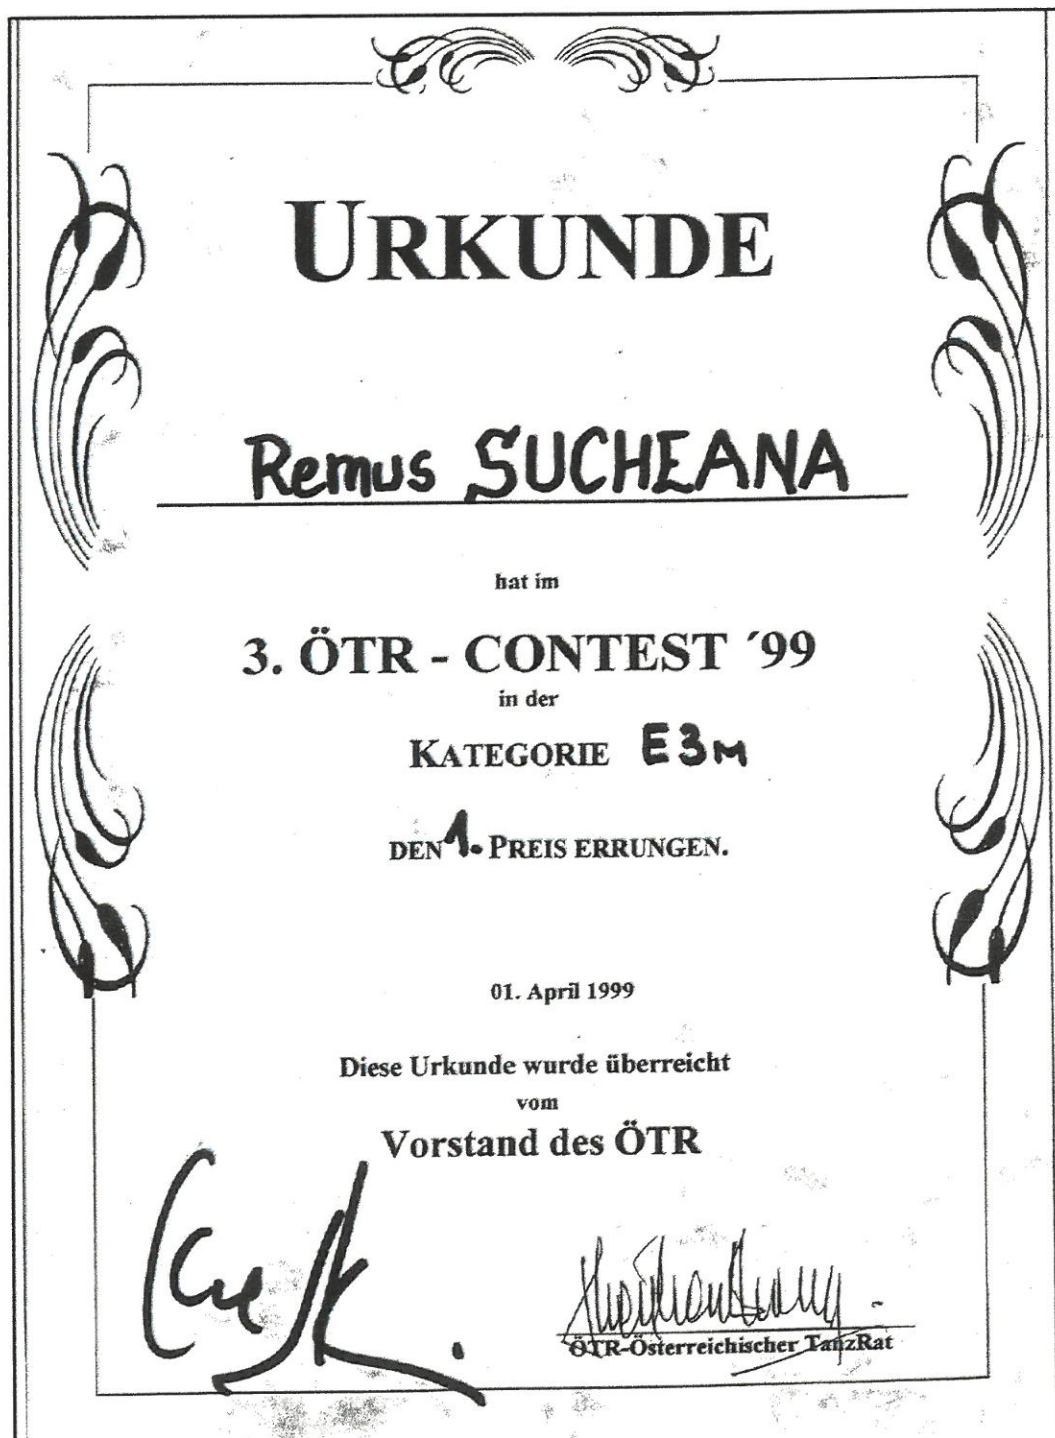 URKUNDE
Remus SUCHEANA
hat im
3. ÖTR - CONTEST ´99
in der
KATEGORIE E3M
DEN 1. PREIS ERRUNGEN.
01. April 1999
Diese Urkunde wurde überreicht
vom
Vorstand des ÖTR
ÖTR-Österreichischer TanzRat